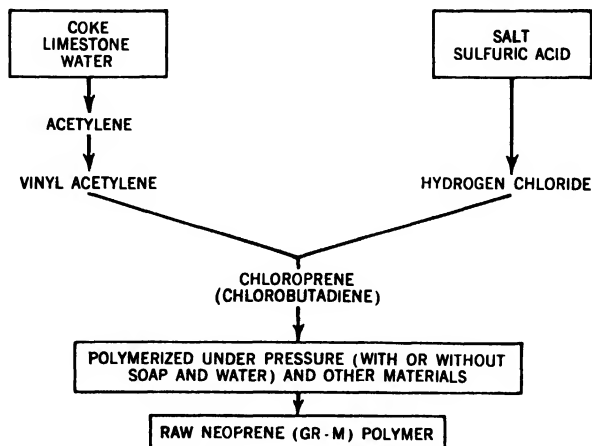 COKE
LIMESTONE
WATER
SALT
SULFURIC ACID
ACETYLENE
VINYL ACETYLENE
HYDROGEN CHLORIDE
CHLOROPRENE
(CHLOROBUTADIENE)
POLYMERIZED UNDER PRESSURE (WITH OR WITHOUT
SOAP AND WATER) AND OTHER MATERIALS
RAW NEOPRENE (GR-M) POLYMER